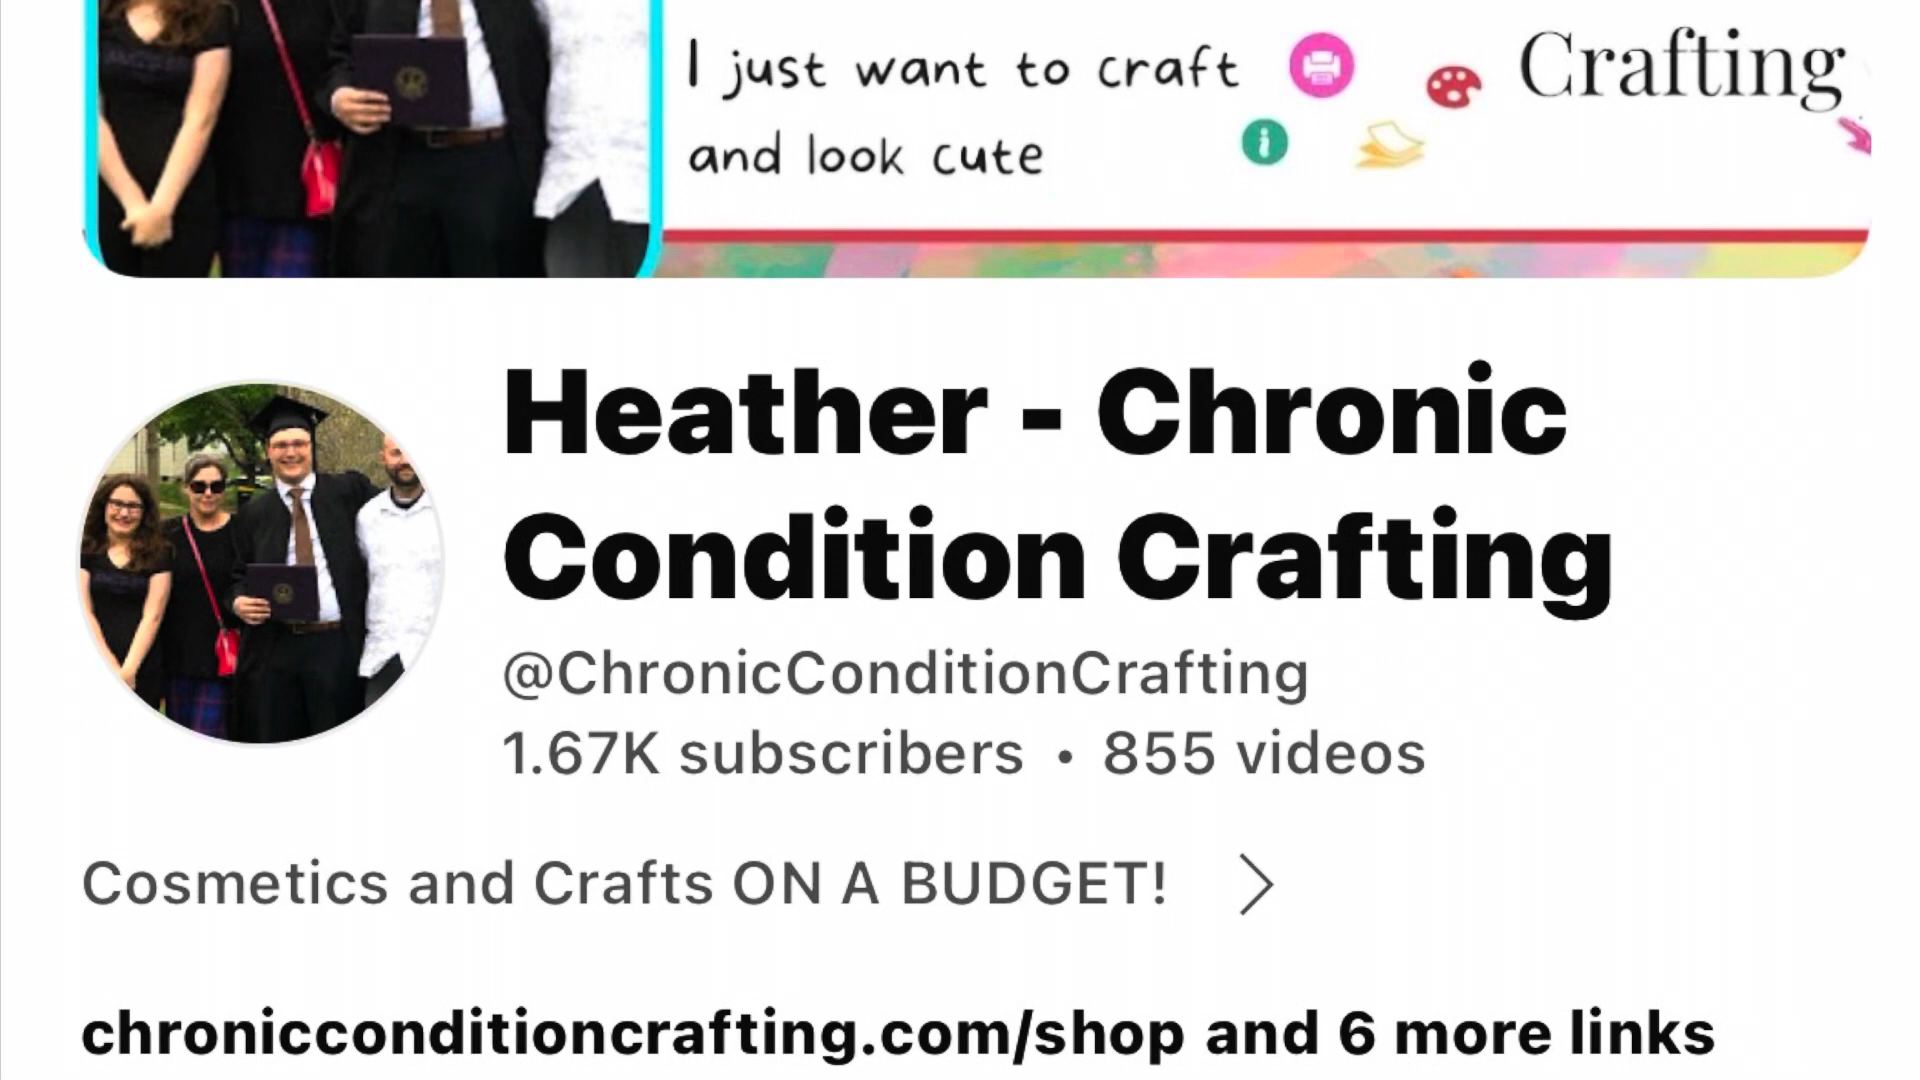 I just want to craft
and look cute
Crafting
Heather - Chronic
Condition Crafting
@ChronicConditionCrafting
1.67K subscribers • 855 videos
Cosmetics and Crafts ON A BUDGET!
chronicconditioncrafting.com/shop and 6 more links